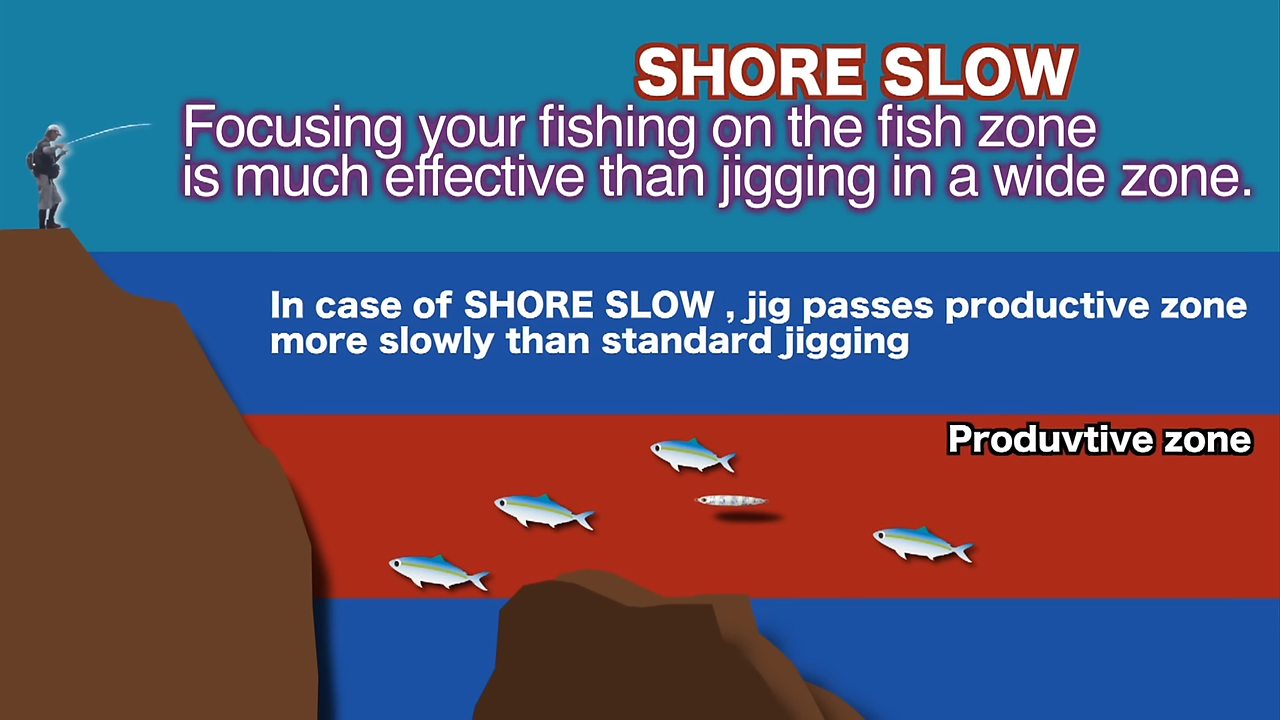 SHORE SLOW
Focusing your fishing on the fish zone
is much effective than jigging in a wide zone.
In case of SHORE SLOW , jig passes productive zone
more slowly than standard jigging
Produvtive zone